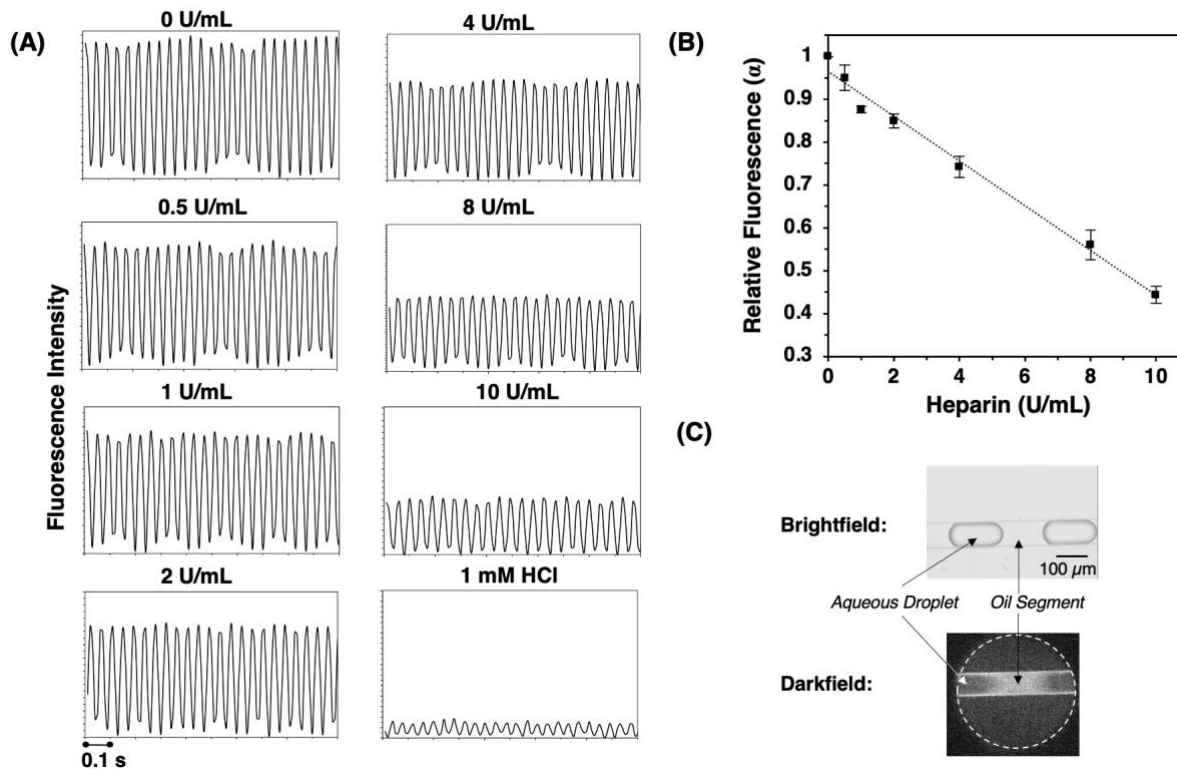 (A)
0 U/mL
4 U/mL
0.5 U/mL
8 U/mL
1 U/mL
10 U/mL
2 U/mL
1 mM HCl
Fluorescence Intensity
0.1 s
(B)
Relative Fluorescence (α)
1
0.9
0.8
0.7
0.6
0.5
0.4
0.3
0 2 4 6 8 10
Heparin (U/mL)
(C)
Brightfield:
100 µm
Aqueous Droplet Oil Segment
Darkfield: